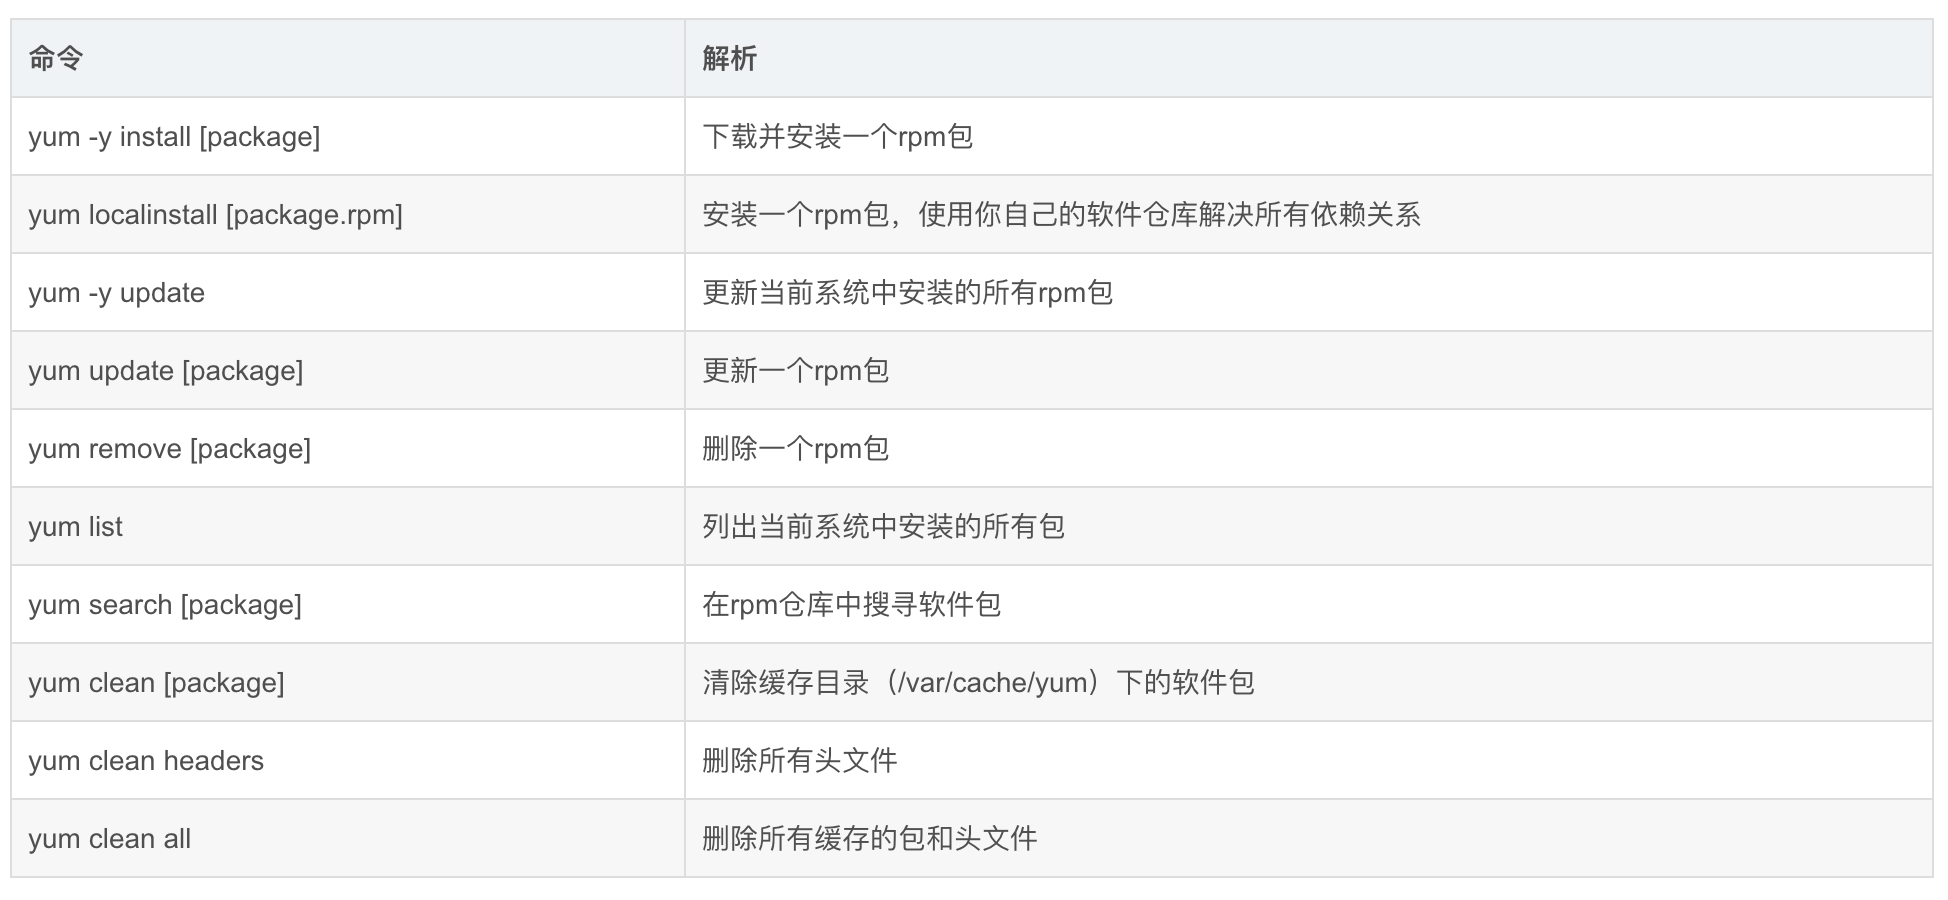 命令 解析
yum -y install [package] 下载并安装一个rpm包
yum localinstall [package.rpm] 安装一个rpm包，使用你自己的软件仓库解决所有依赖关系
yum -y update 更新当前系统中安装的所有rpm包
yum update [package] 更新一个rpm包
yum remove [package] 删除一个rpm包
yum list 列出当前系统中安装的所有包
yum search [package] 在rpm仓库中搜寻软件包
yum clean [package] 清除缓存目录（/var/cache/yum）下的软件包
yum clean headers 删除所有头文件
yum clean all 删除所有缓存的包和头文件